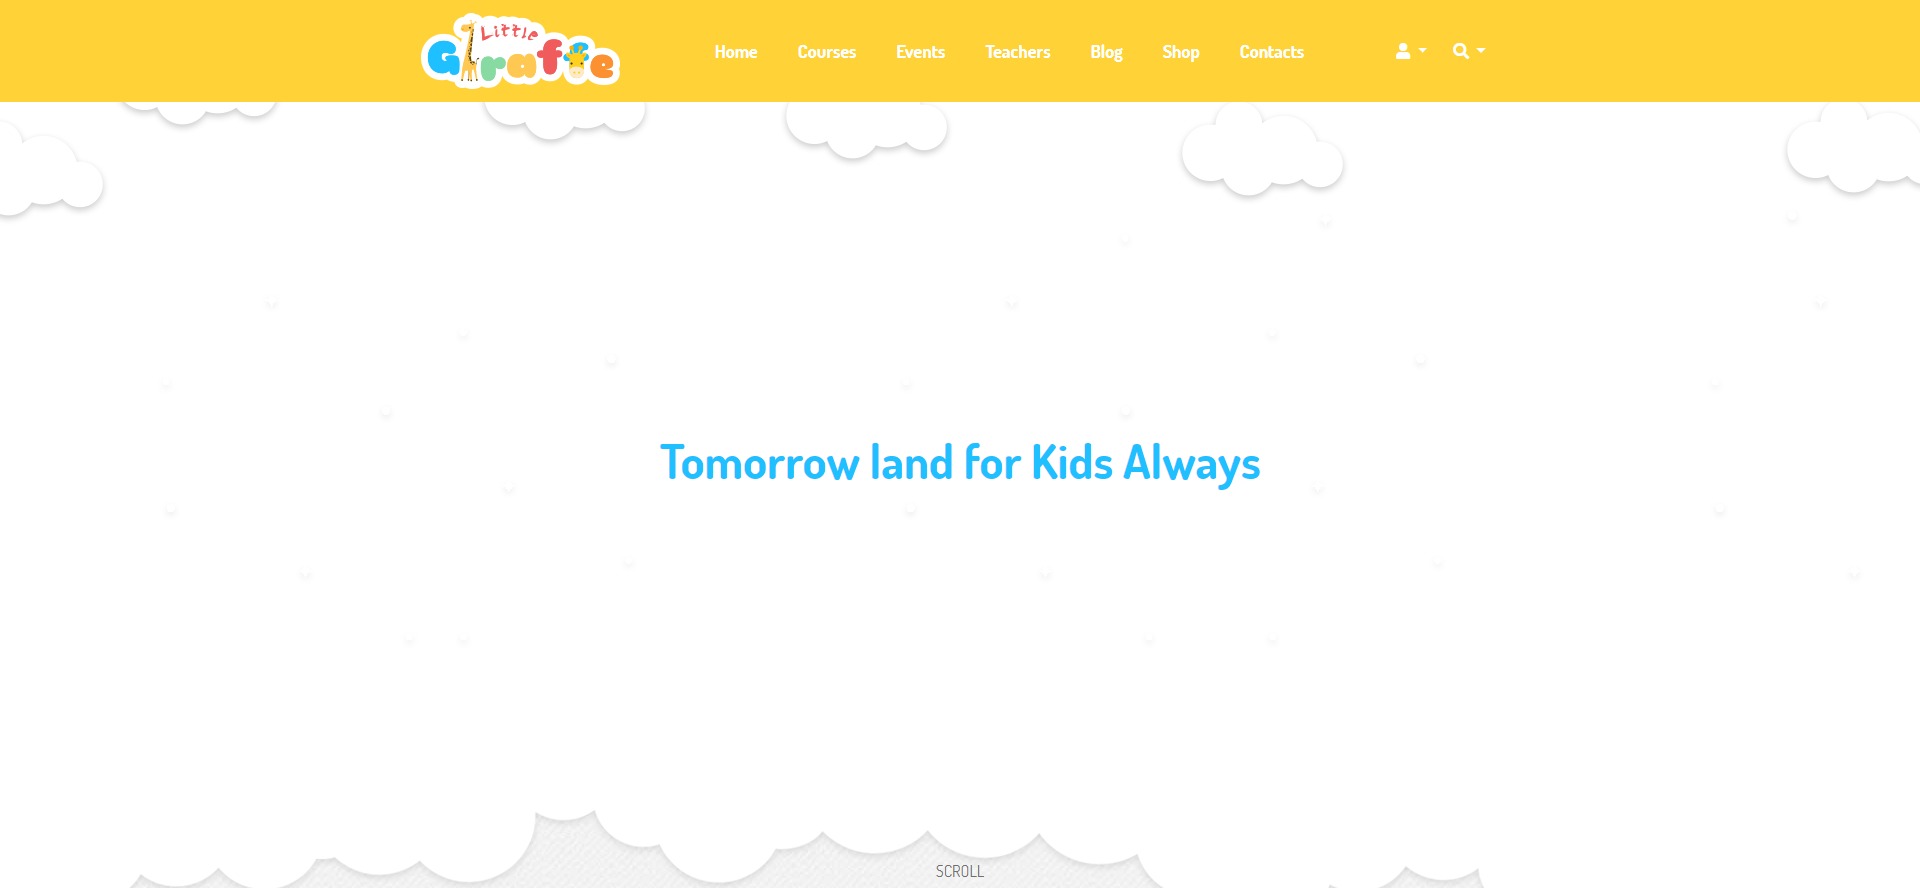 Little
Giraffe
Home Courses Events Teachers Blog Shop Contacts
Tomorrow land for Kids Always
SCROLL